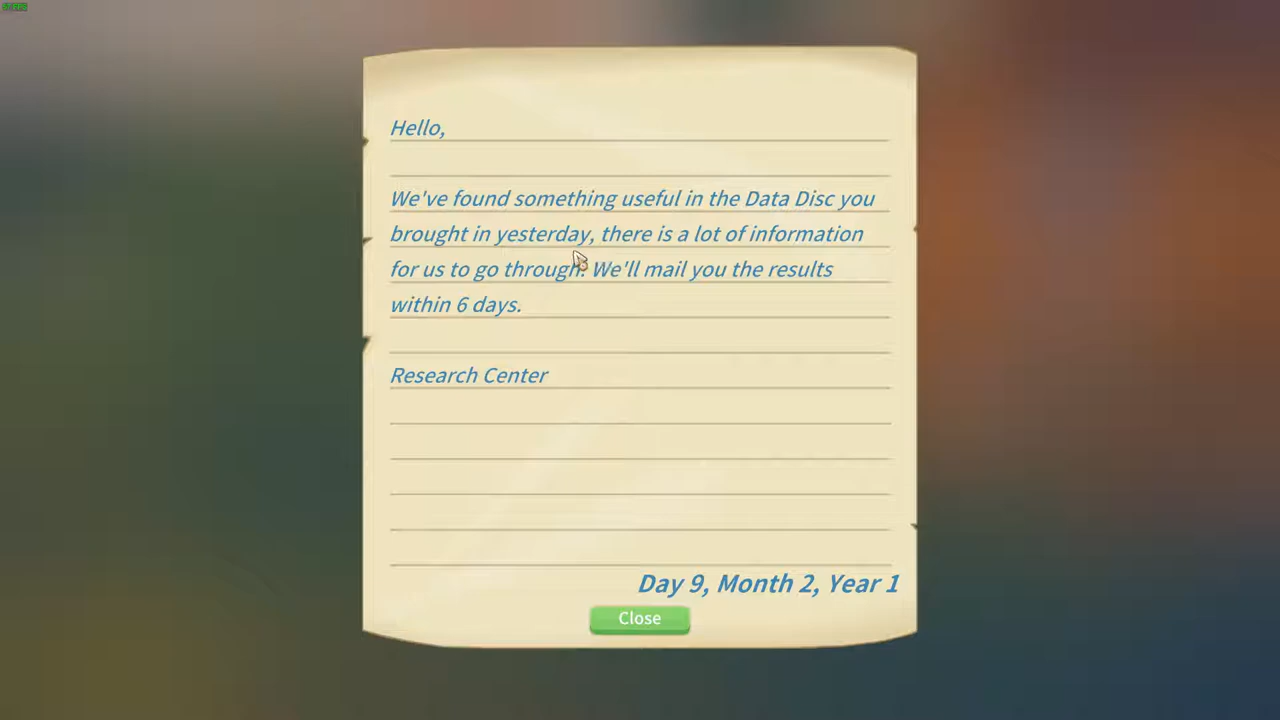 Hello,
We've found something useful in the Data Disc you
brought in yesterday, there is a lot of information
for us to go through. We'll mail you the results
within 6 days.
Research Center
Day 9, Month 2, Year 1
Close